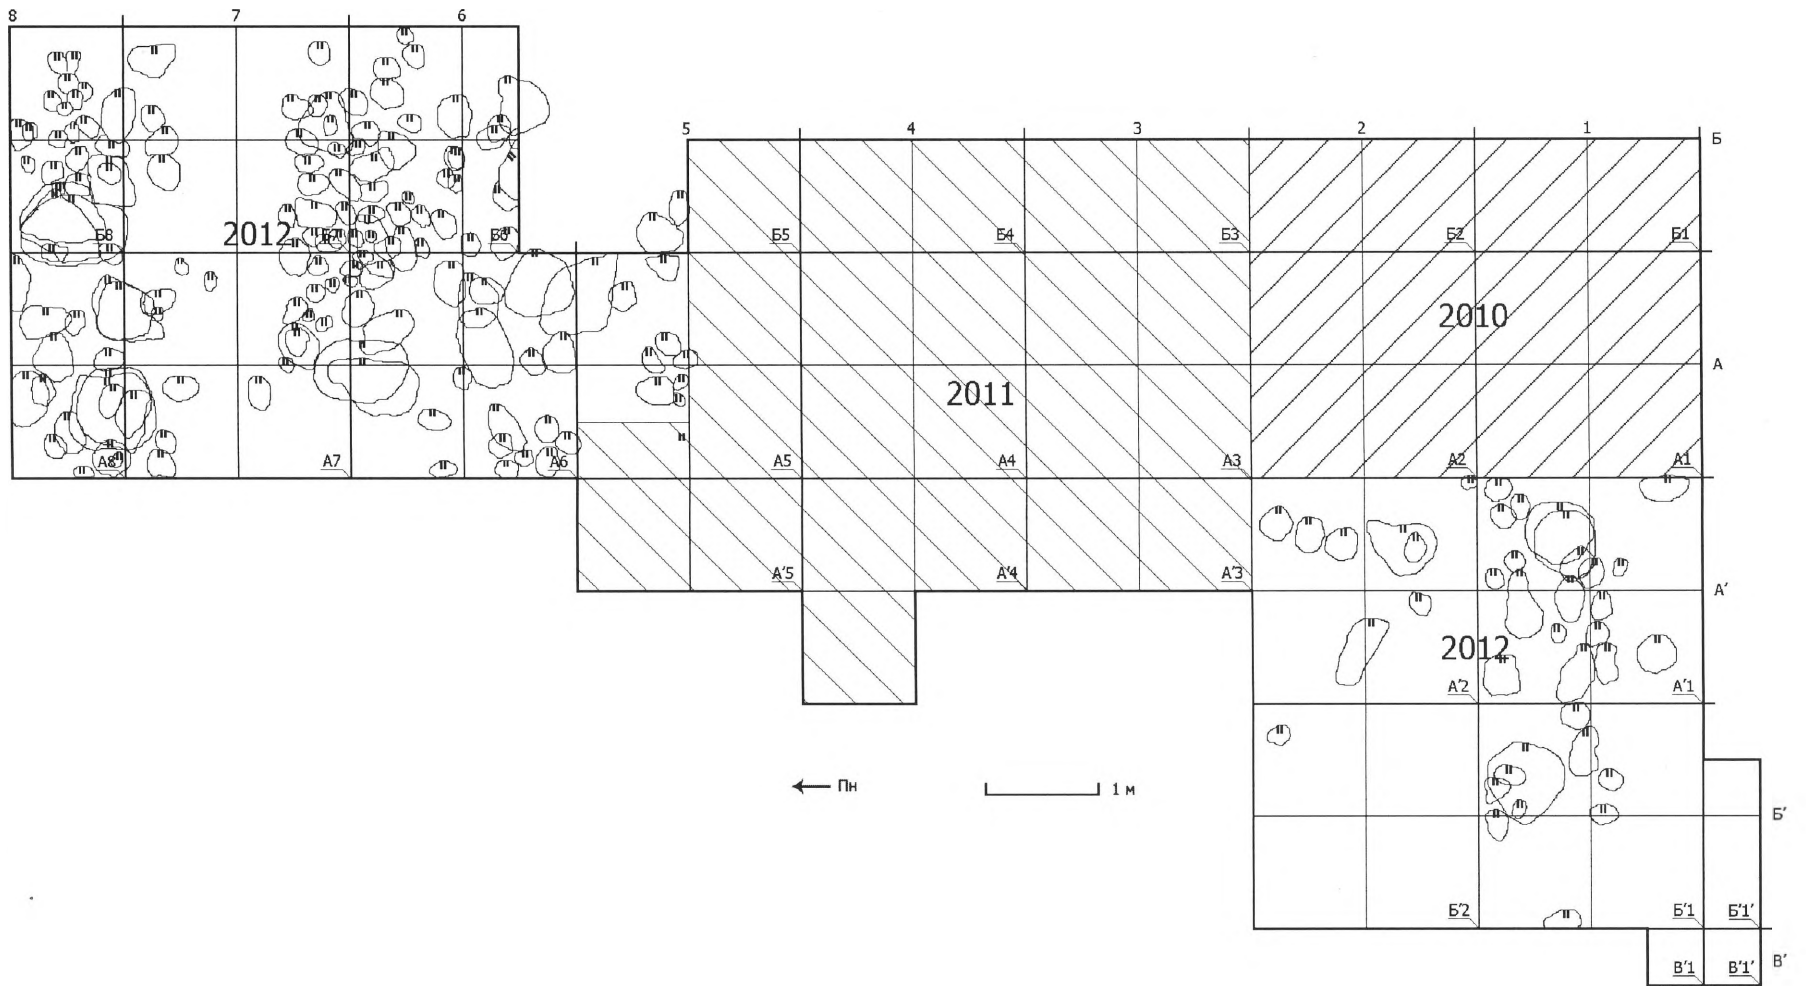 8 7 6
5 4 3 2 1 Б
Б8 2012 Б7 Б6 Б5 Б4 Б3 Б2 Б1
2010
А
2011
А8 А7 А6 А5 А4 А3 А2 А1
А'5 А'4 А'3 А'
2012
А'2 А'1
Пн 1 м
Б'
Б'2 Б'1 Б'1'
В'
В'1 В'1'